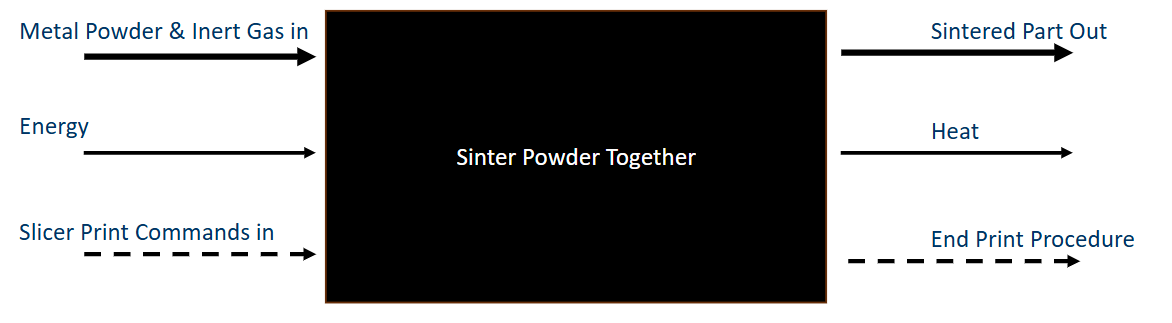 Metal Powder & Inert Gas in
Sintered Part Out
Energy
Heat
Sinter Powder Together
Slicer Print Commands in
End Print Procedure